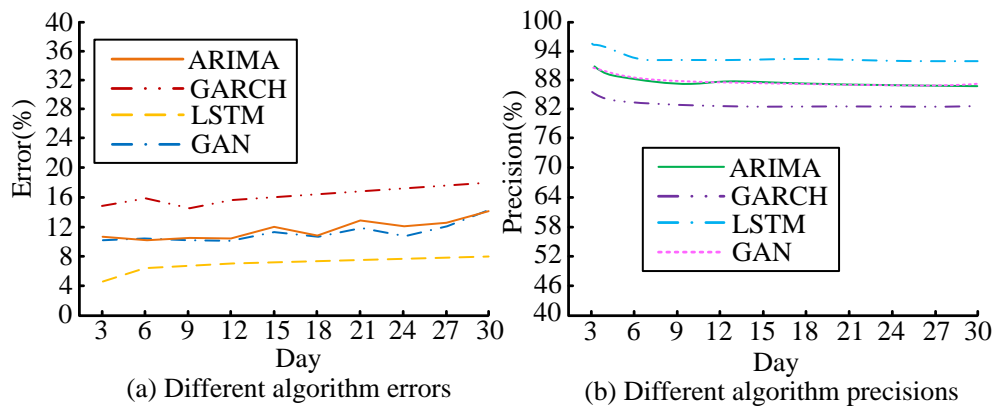 40
36
32
28
24
20
16
12
8
4
0
Error(%)
ARIMA
GARCH
LSTM
GAN
3 6 9 12 15 18 21 24 27 30
Day
(a) Different algorithm errors
100
94
88
82
76
70
64
58
52
46
40
Precision(%)
ARIMA
GARCH
LSTM
GAN
3 6 9 12 15 18 21 24 27 30
Day
(b) Different algorithm precisions